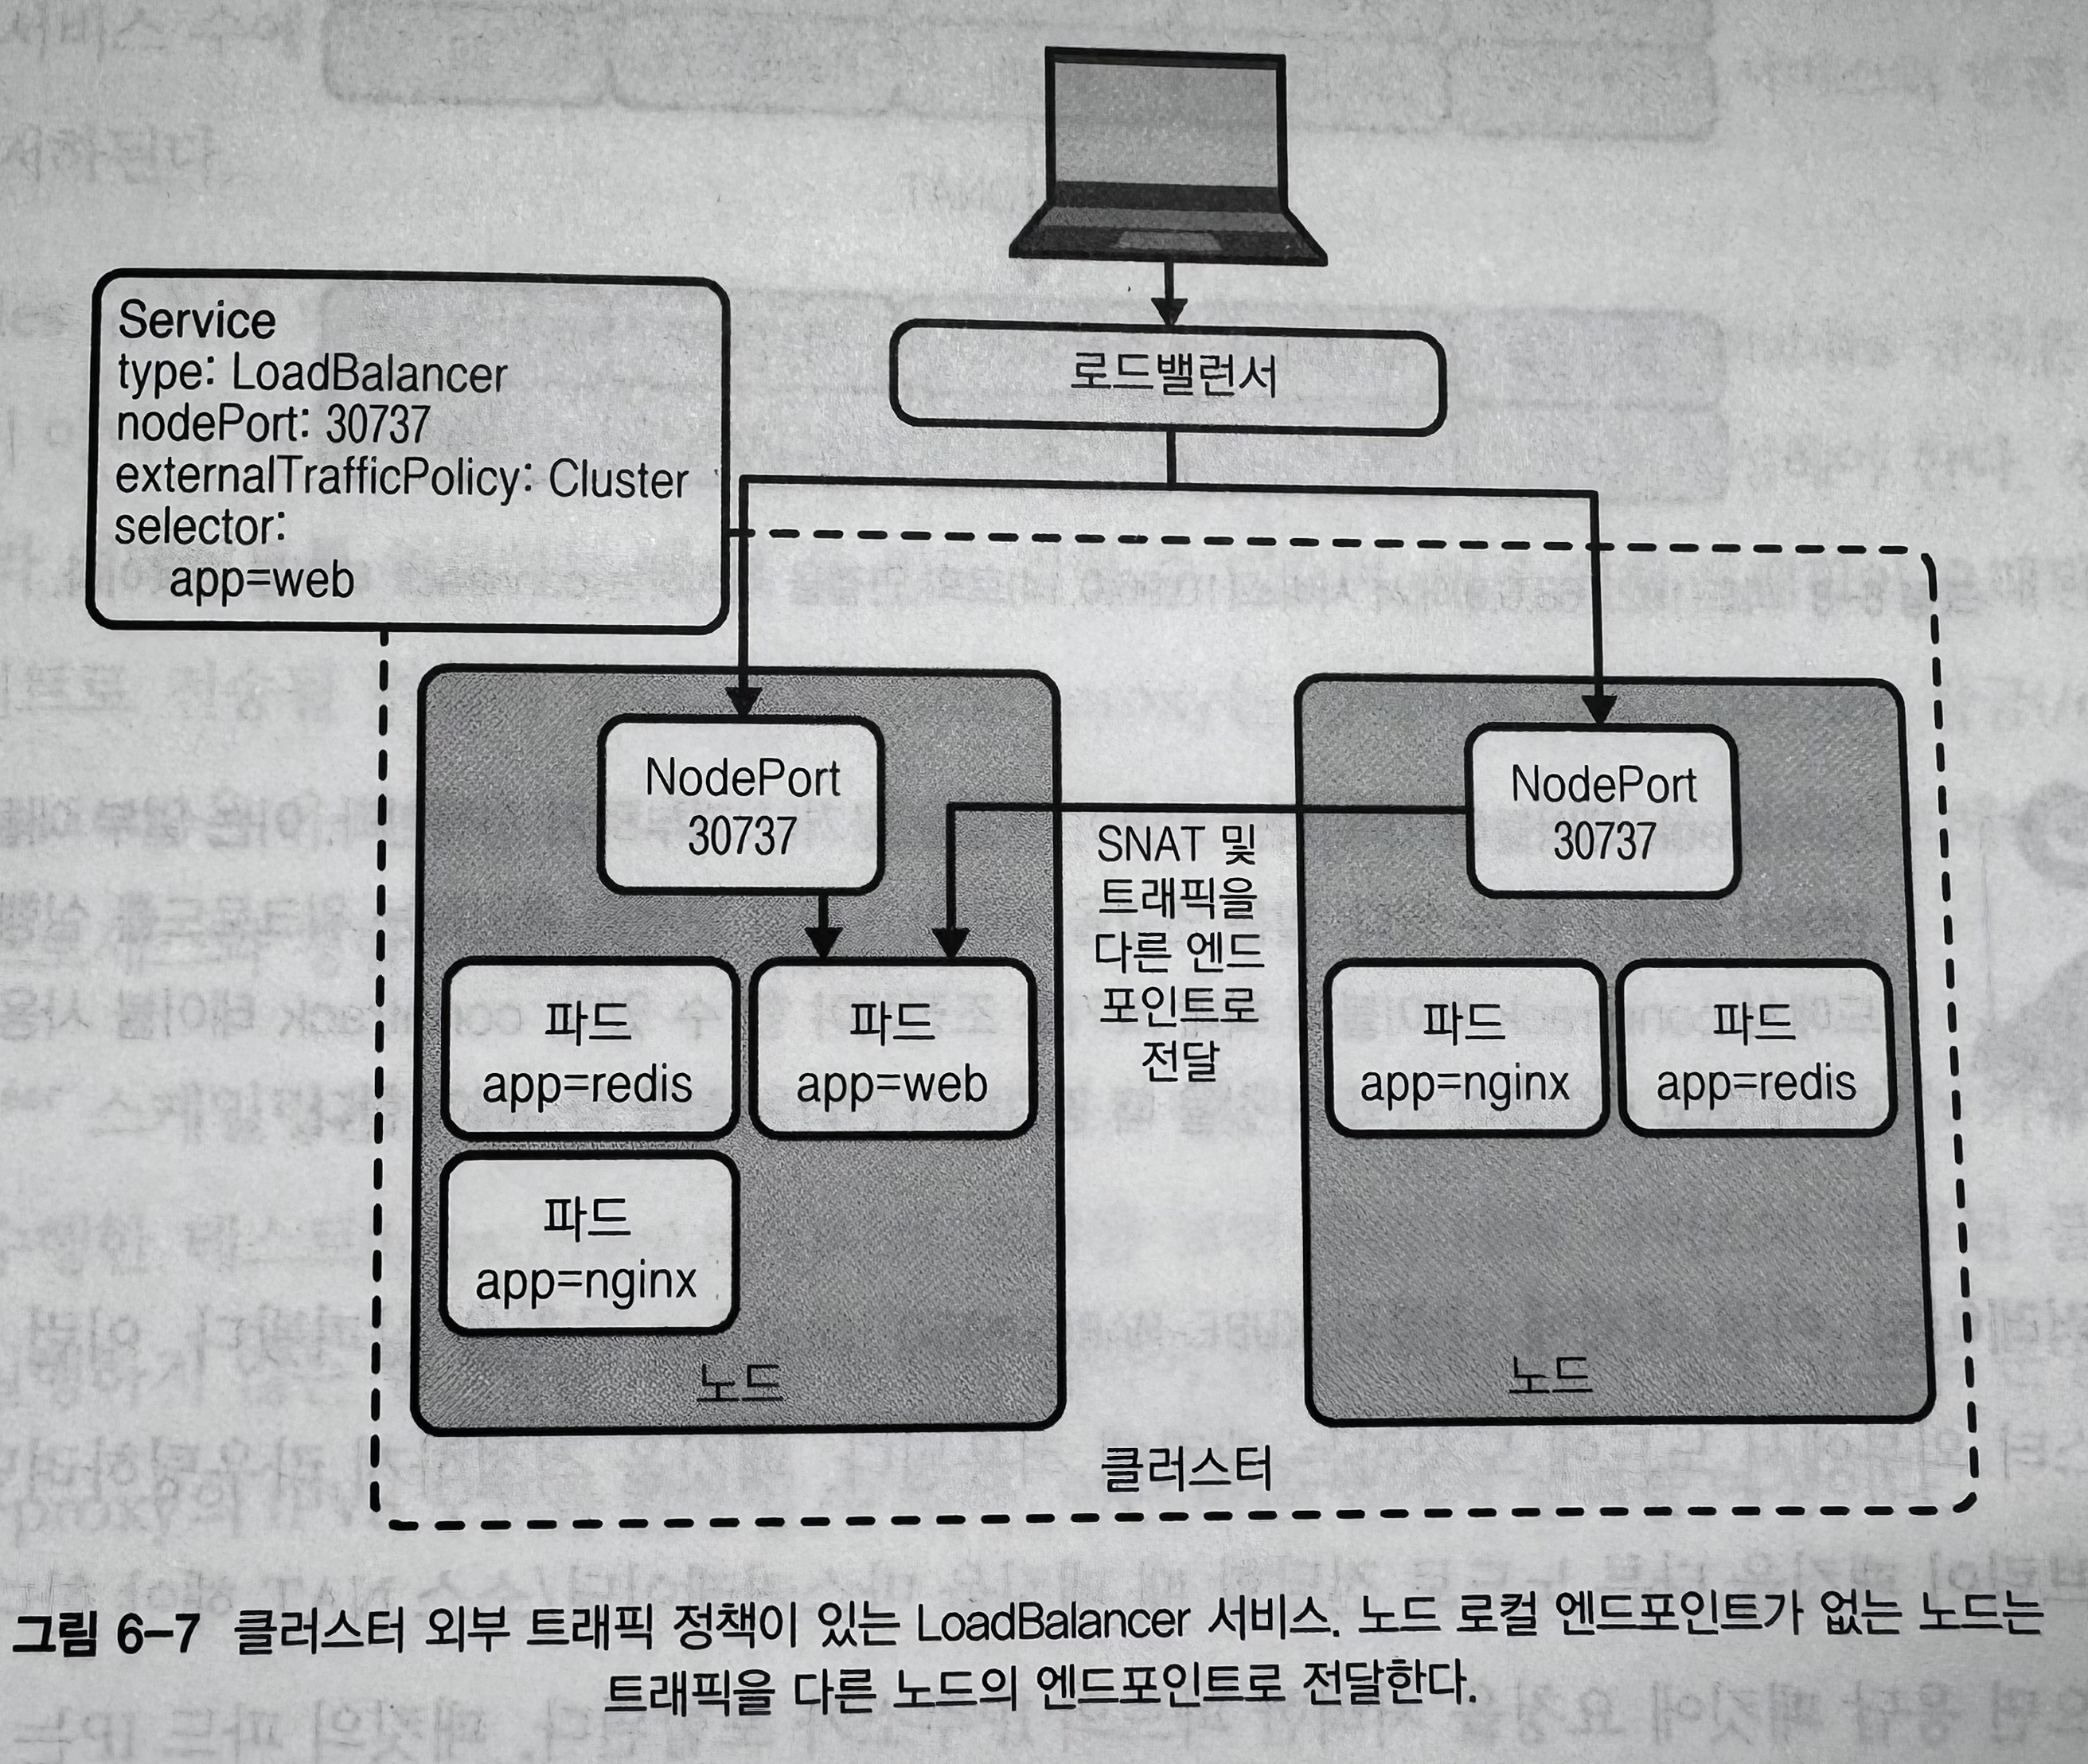 Service
type: LoadBalancer
nodePort: 30737
externalTrafficPolicy: Cluster
selector:
app=web
로드밸런서
NodePort
30737
NodePort
30737
SNAT 및
트래픽을
다른 엔드
포인트로
전달
파드
app=redis
파드
app=web
파드
app=nginx
파드
app=redis
파드
app=nginx
노드
노드
클러스터
그림 6-7 클러스터 외부 트래픽 정책이 있는 LoadBalancer 서비스. 노드 로컬 엔드포인트가 없는 노드는
트래픽을 다른 노드의 엔드포인트로 전달한다.